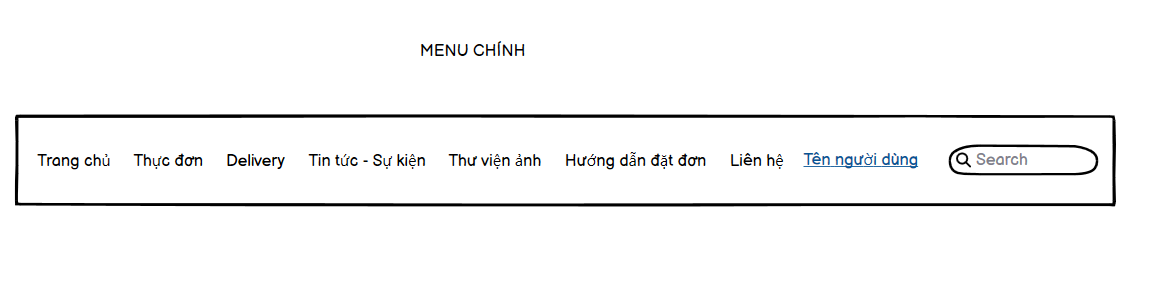 MENU CHÍNH
Trang chủ Thực đơn Delivery Tin tức - Sự kiện Thư viện ảnh Hướng dẫn đặt đơn Liên hệ Tên người dùng Search